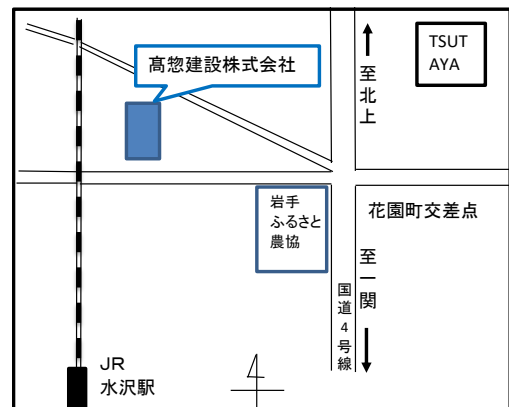 髙惣建設株式会社
TSUT
AYA
至北上
岩手
ふるさと
農協
花園町交差点
至一関
国道4号線
JR
水沢駅
4